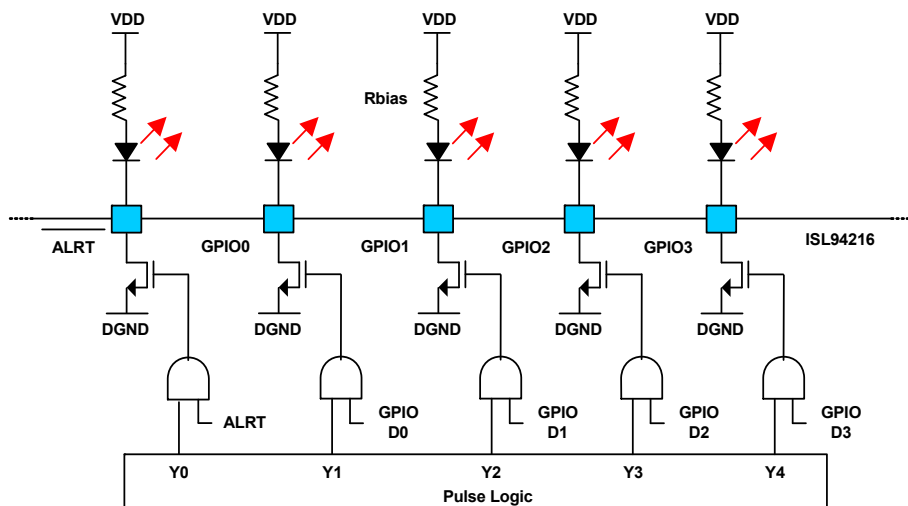 VDD VDD VDD VDD VDD
Rbias
ALRT GPIO0 GPIO1 GPIO2 GPIO3 ISL94216
DGND DGND DGND DGND DGND
ALRT GPIO D0 GPIO D1 GPIO D2 GPIO D3
Y0 Y1 Y2 Y3 Y4
Pulse Logic